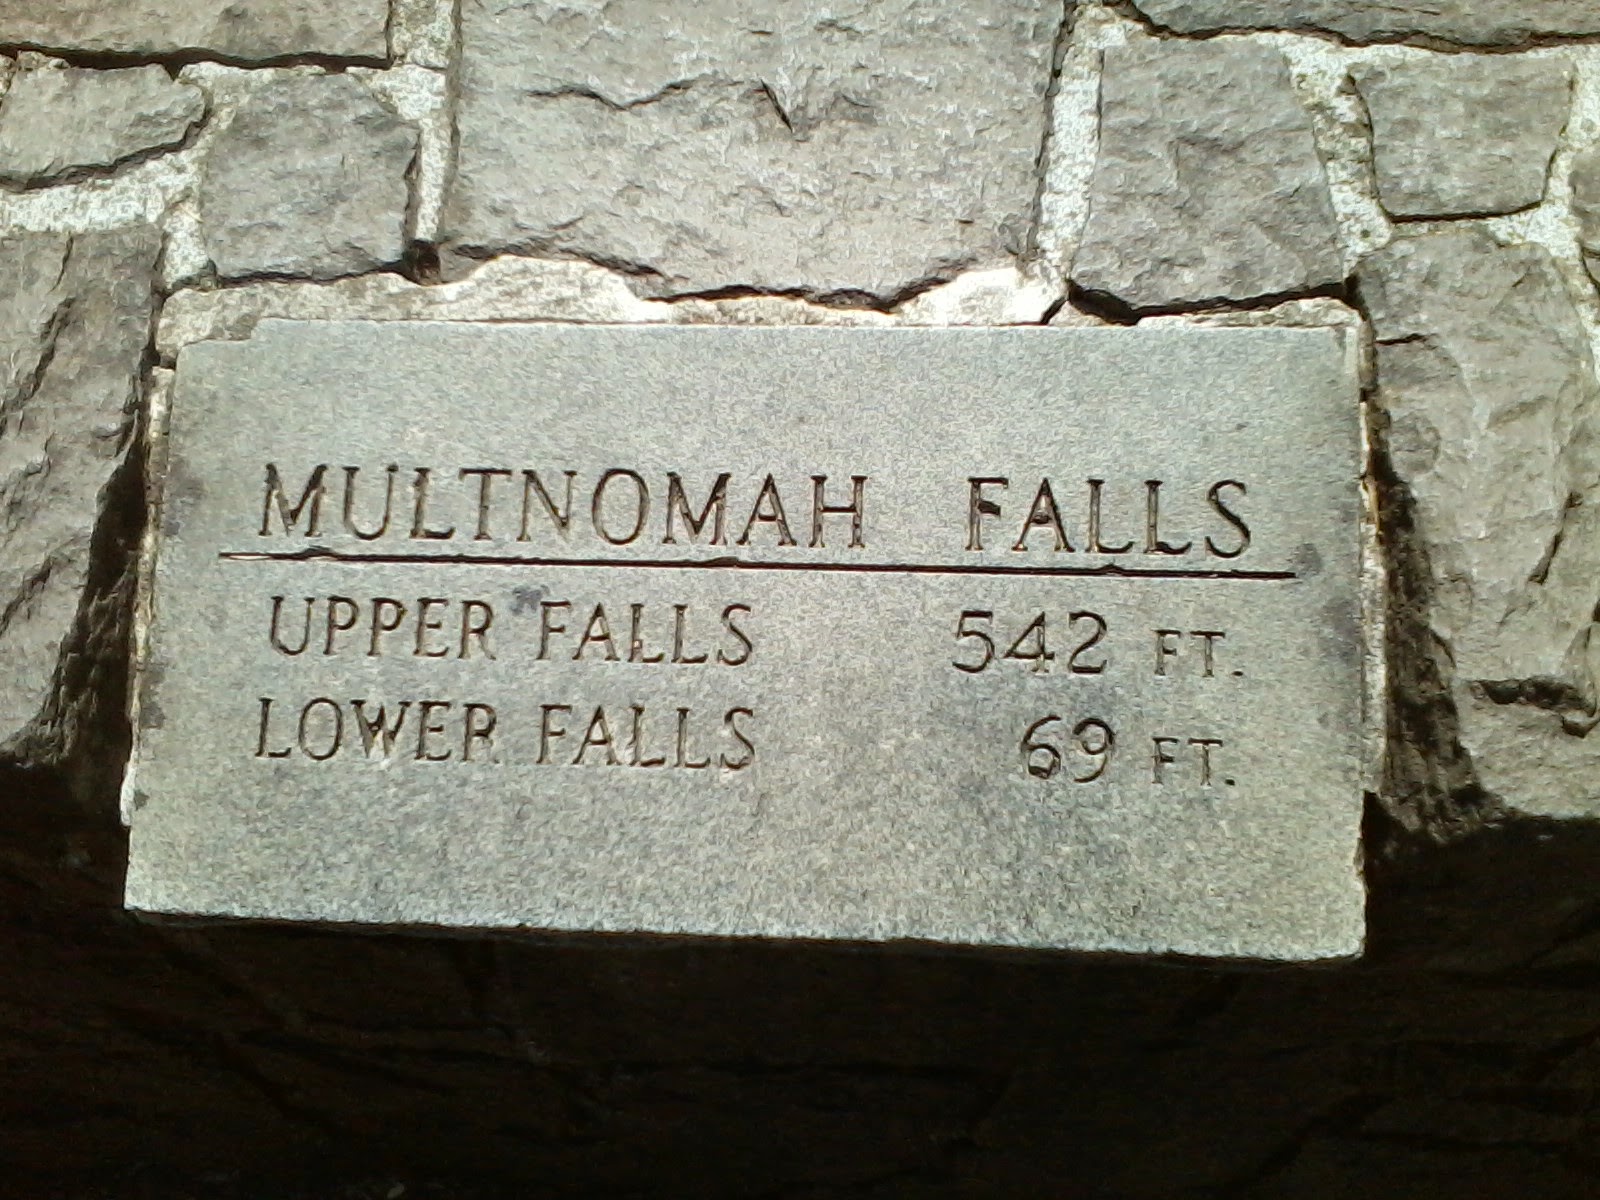 MULTNOMAH FALLS
UPPER FALLS 542 FT.
LOWER FALLS 69 FT.